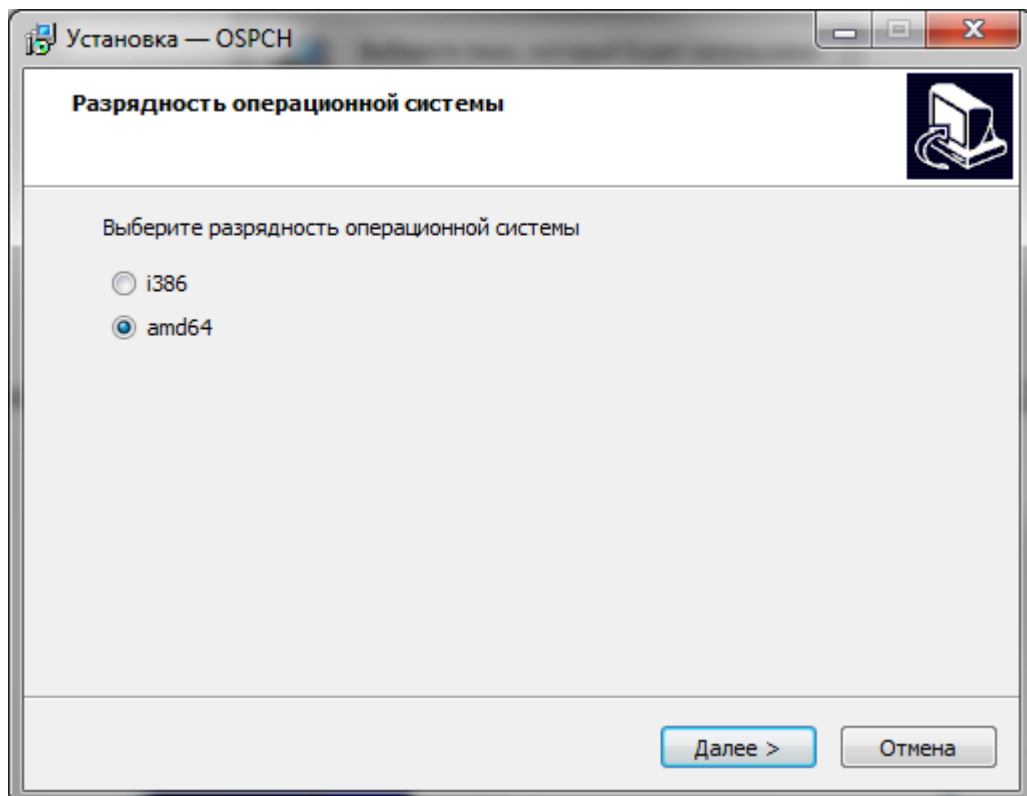 Установка — OSPCH
Разрядность операционной системы
Выберите разрядность операционной системы
i386
amd64
Далее >
Отмена